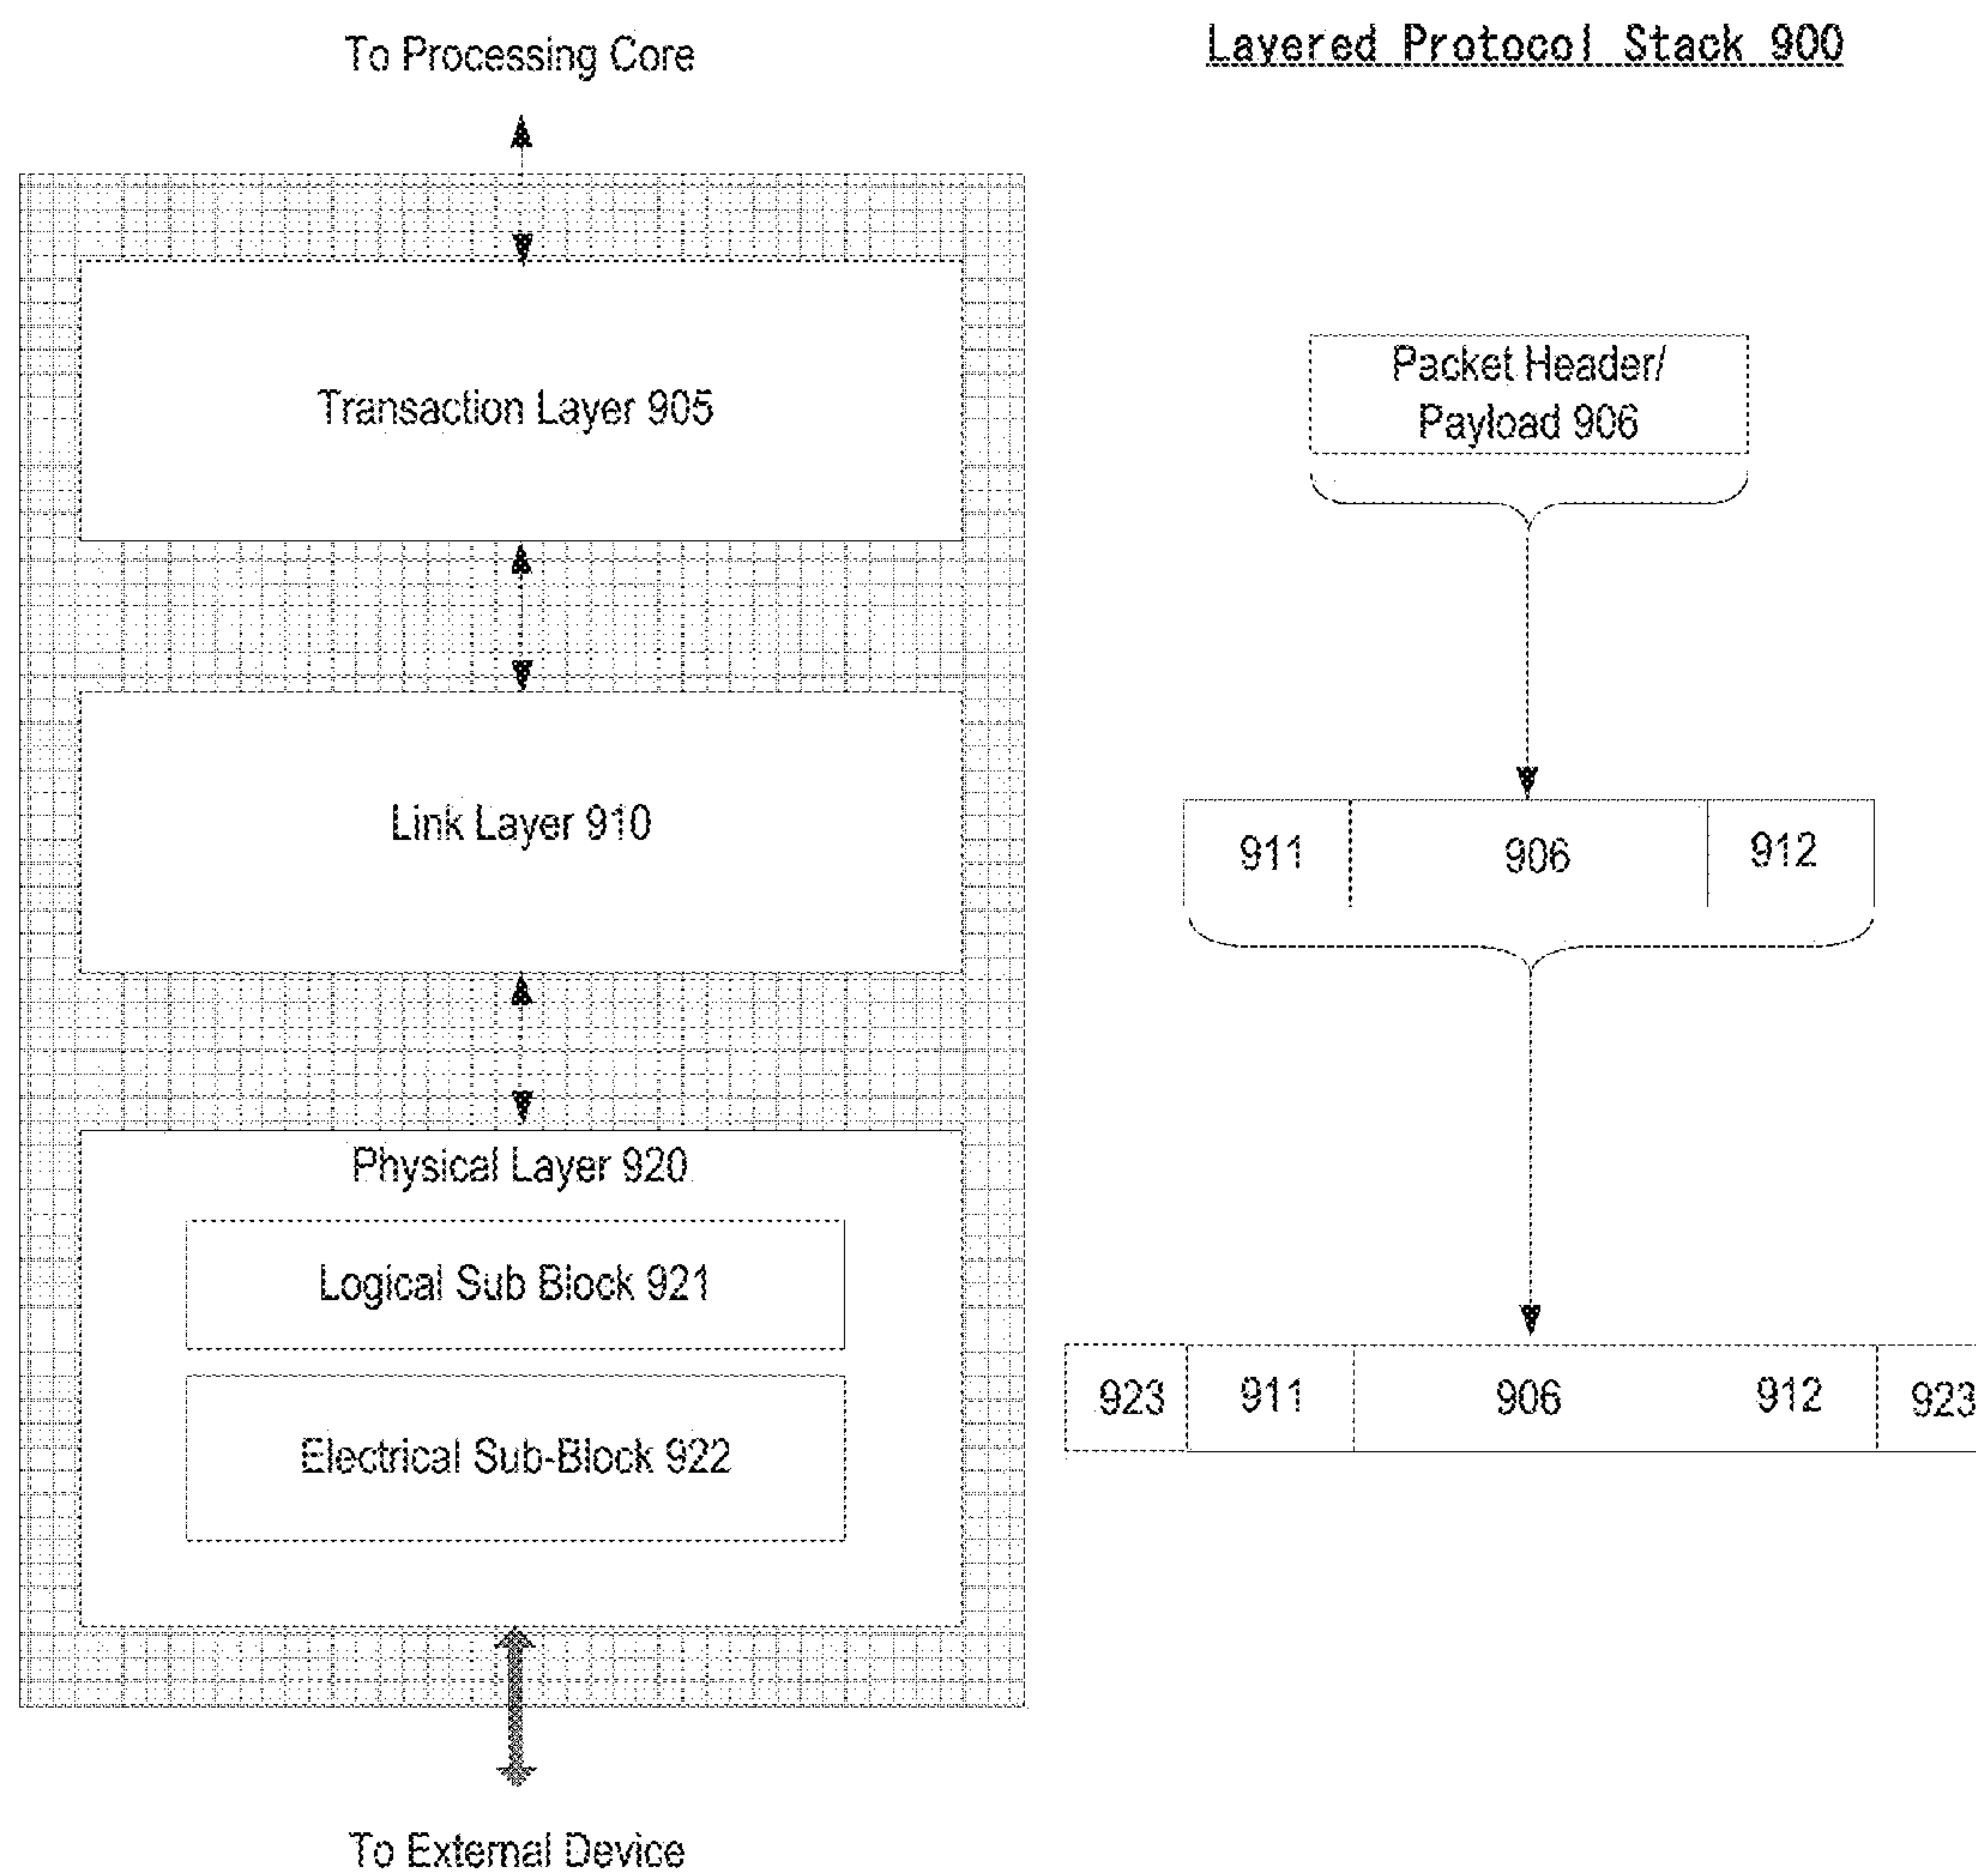 To Processing Core
Layered Protocol Stack 900
Transaction Layer 905
Packet Header/
Payload 906
Link Layer 910
911 906 912
Physical Layer 920
Logical Sub Block 921
Electrical Sub-Block 922
923 911 906 912 923
To External Device